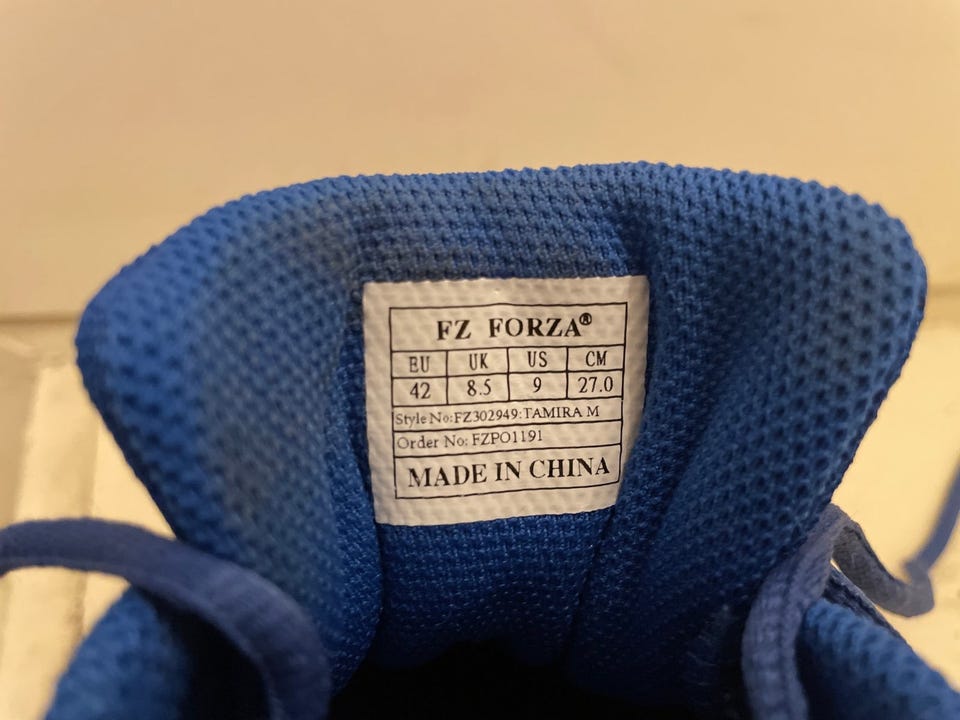 FZ FORZA®
EU UK US CM
42 8.5 9 27.0
Style No:FZ302949:TAMIRA M
Order No: FZPO1191
MADE IN CHINA